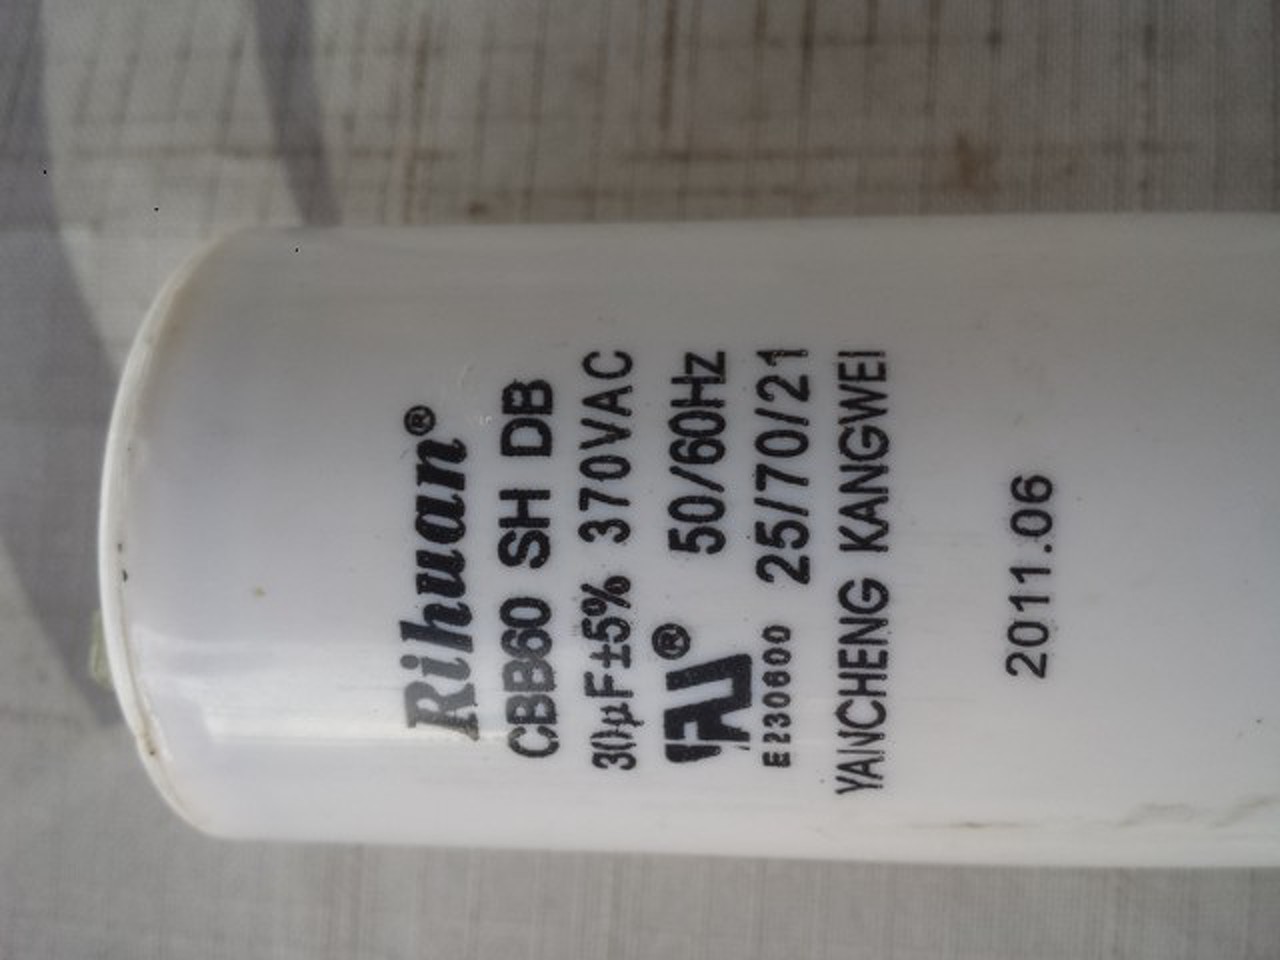 Rihuan®
CBB60 SH DB
30µF±5% 370VAC
®
50/60Hz
E230600 25/70/21
YANCHENG KANGWEI
2011.06